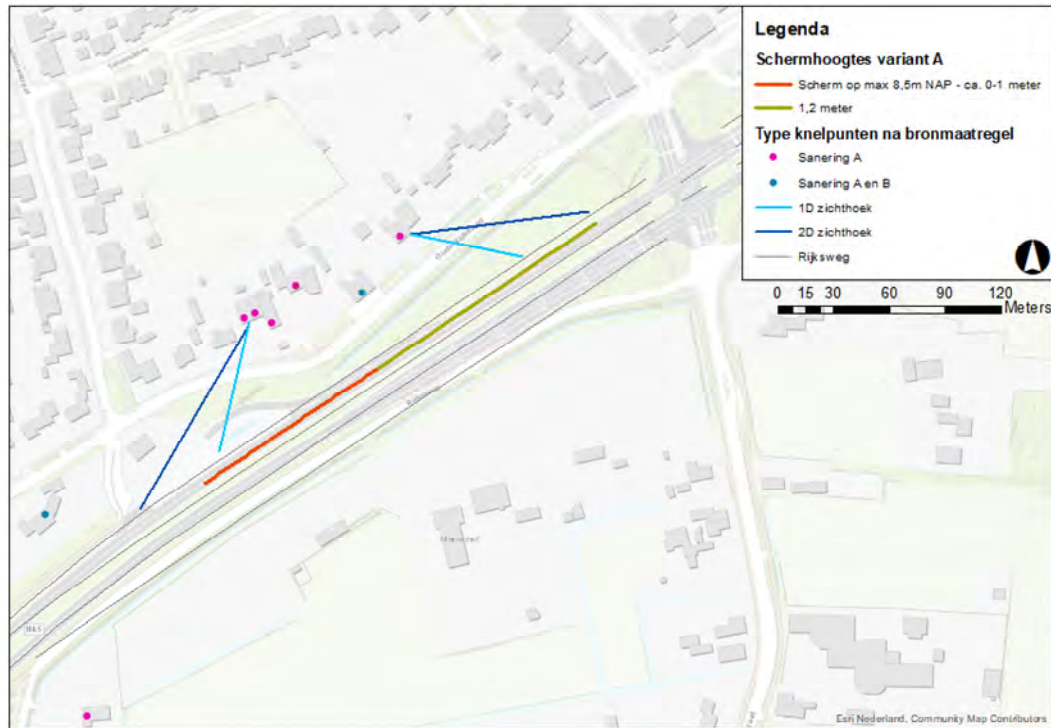 Legenda
Schermhoogtes variant A
Scherm op max 8,5m NAP - ca. 0-1 meter
1,2 meter
Type knelpunten na bronmaatregel
Sanering A
Sanering A en B
1D zichthoek
2D zichthoek
Rijksweg
0 15 30 60 90 120
Meters
N65
Esri Nederland, Community Map Contributors